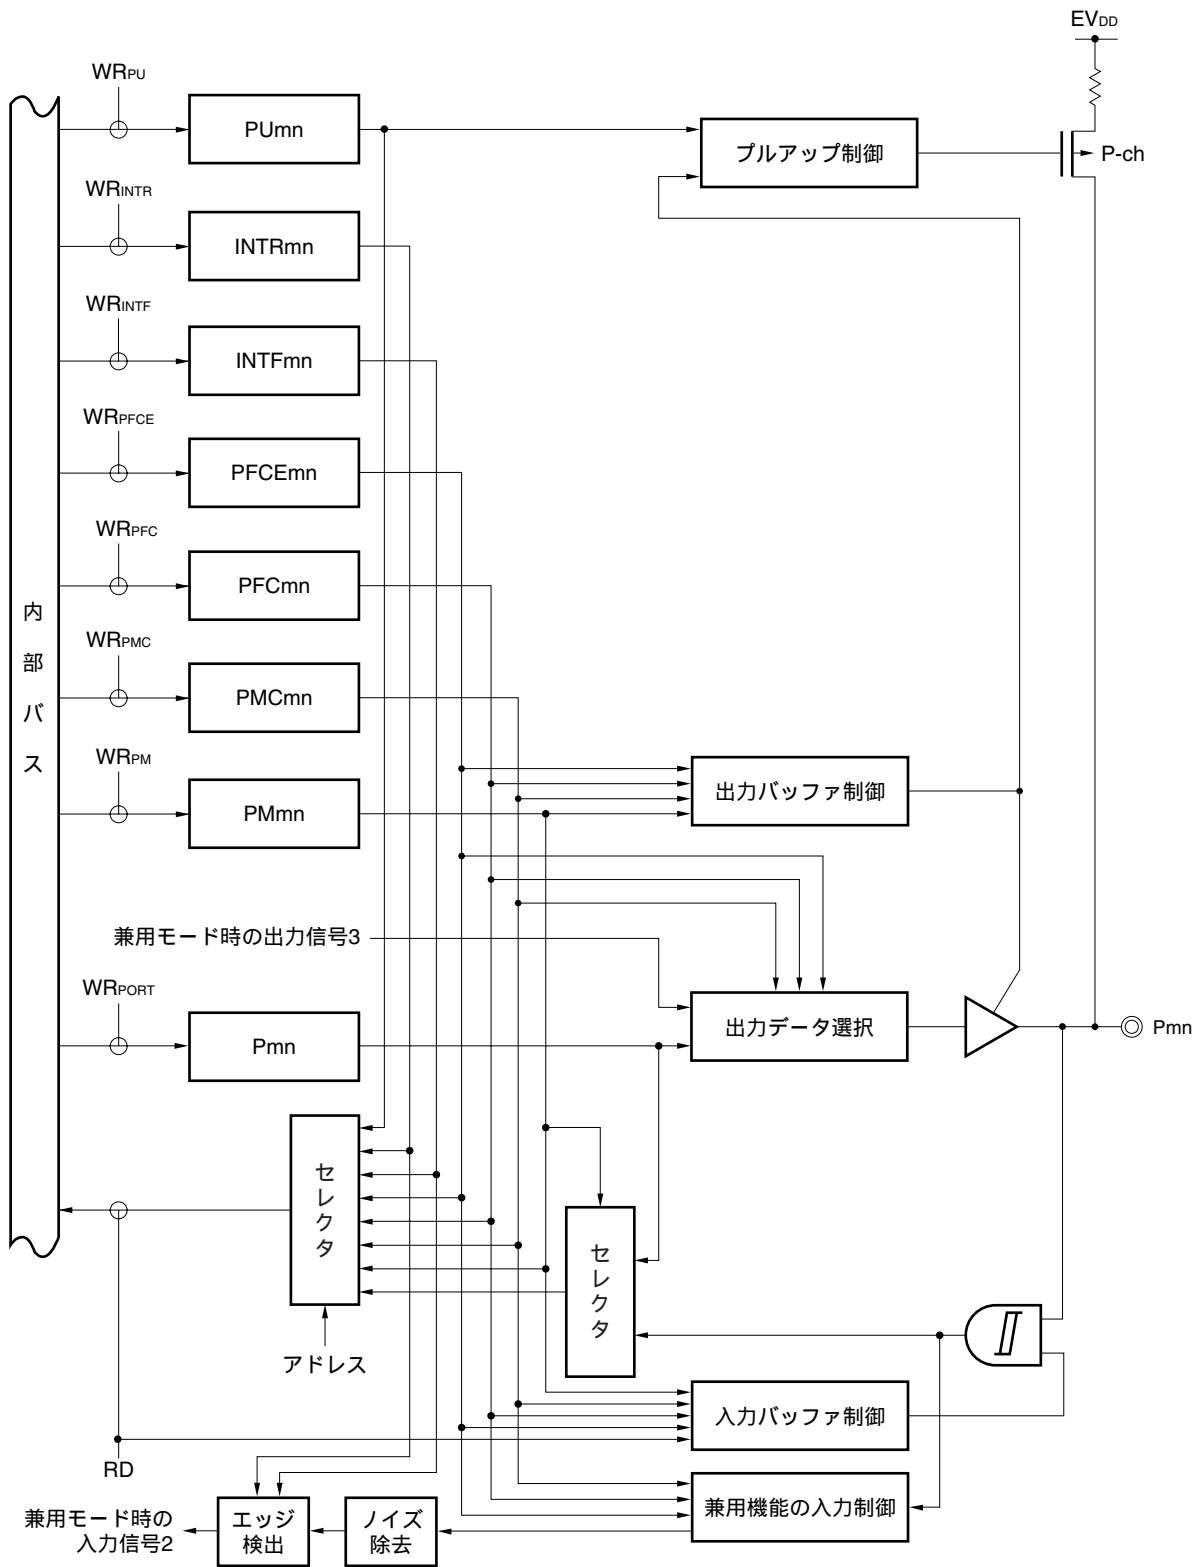 EVDD
WRPU
PUmn
プルアップ制御
P-ch
WRINTR
INTRmn
WRINTF
INTFmn
WRPFCE
PFCEmn
WRPFC
PFCmn
内部バス
WRPMC
PMCmn
WRPM
PMmn
出力バッファ制御
兼用モード時の出力信号3
WRPORT
Pmn
出力データ選択
Pmn
セレクタ
セレクタ
アドレス
入力バッファ制御
RD
兼用機能の入力制御
兼用モード時の
入力信号2
エッジ
検出
ノイズ
除去